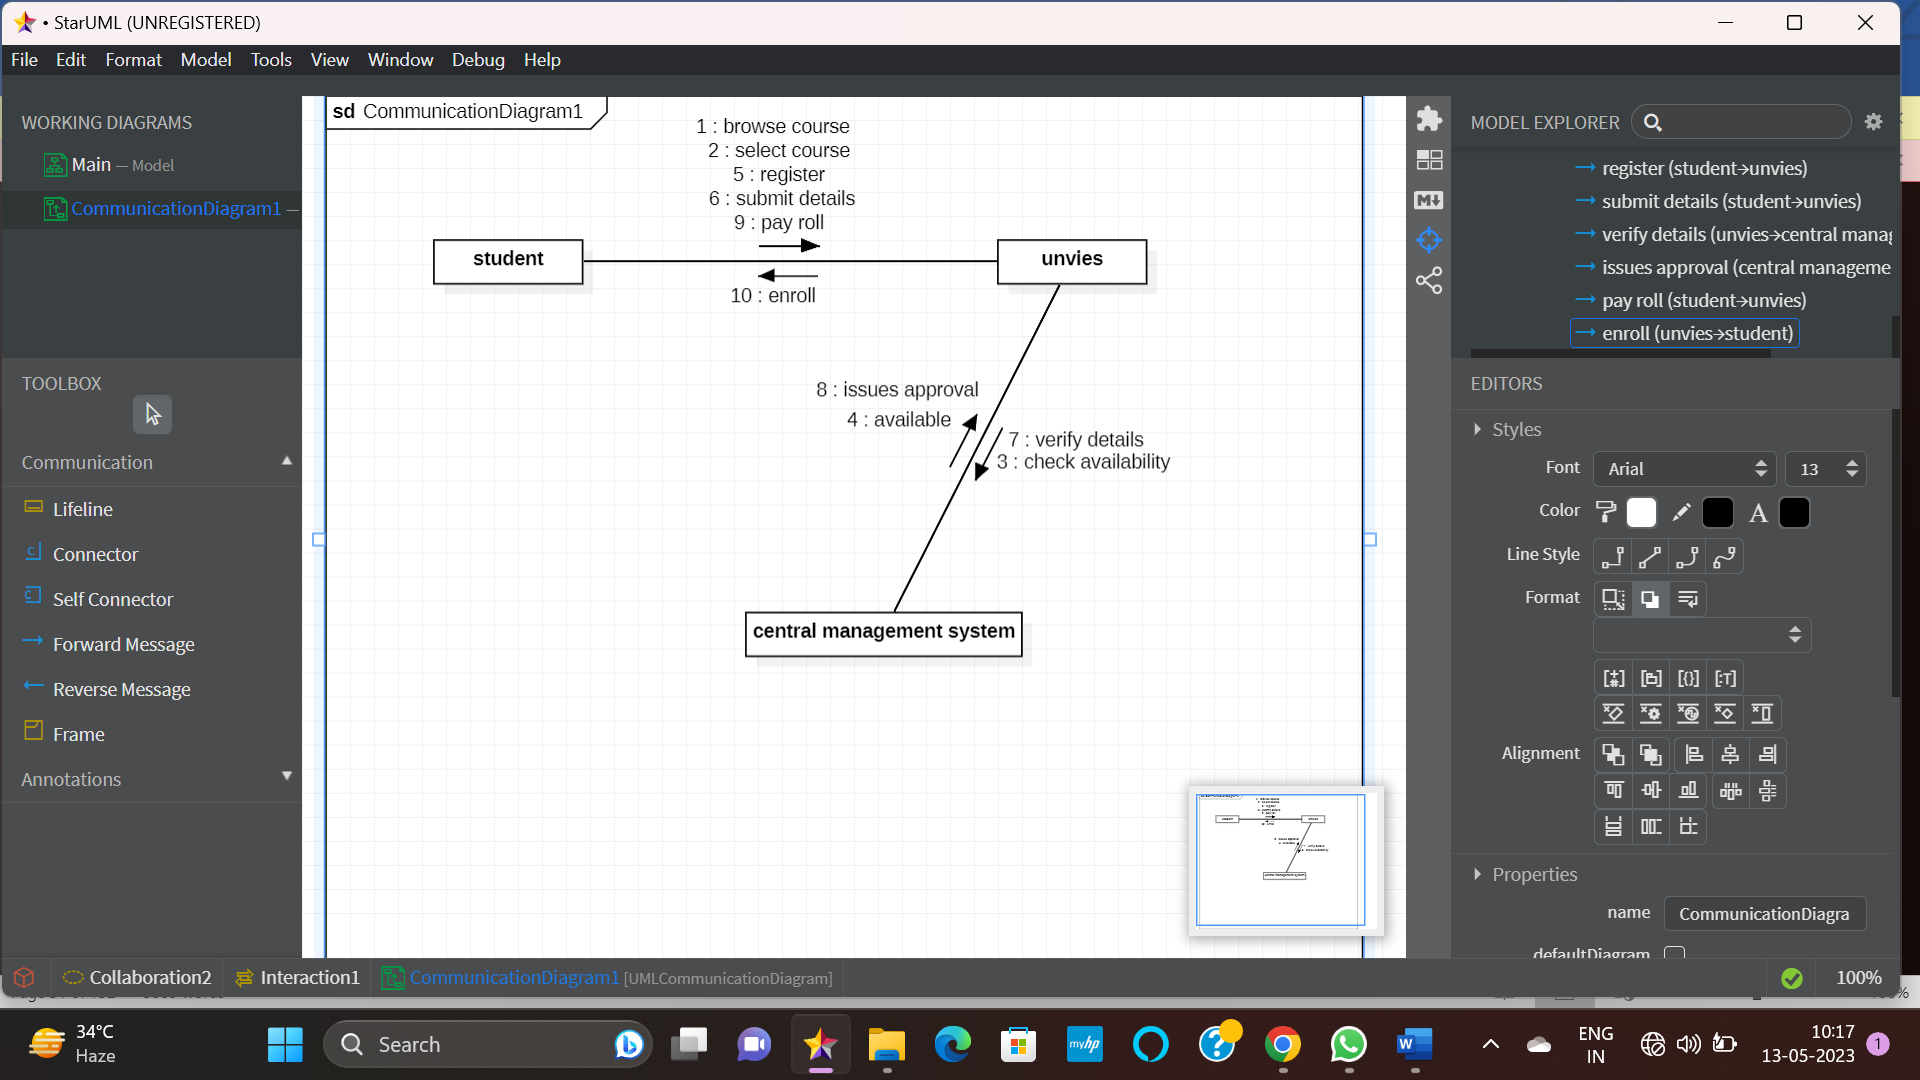 • StarUML (UNREGISTERED)
File Edit Format Model Tools View Window Debug Help
WORKING DIAGRAMS
Main — Model
CommunicationDiagram1 —
TOOLBOX
Communication
Lifeline
Connector
Self Connector
Forward Message
Reverse Message
Frame
Annotations
sd CommunicationDiagram1
1 : browse course
2 : select course
5 : register
6 : submit details
9 : pay roll
student
unvies
10 : enroll
8 : issues approval
4 : available
7 : verify details
3 : check availability
central management system
MODEL EXPLORER
register (student→unvies)
submit details (student→unvies)
verify details (unvies→central manag
issues approval (central manageme
pay roll (student→unvies)
enroll (unvies→student)
EDITORS
Styles
Font Arial 13
Color
Line Style
Format
Alignment
Properties
name CommunicationDiagra
defaultDiagram
Collaboration2 Interaction1 CommunicationDiagram1 [UMLCommunicationDiagram]
100%
34°C
Haze
Search
myhp
ENG
IN
10:17
13-05-2023
1